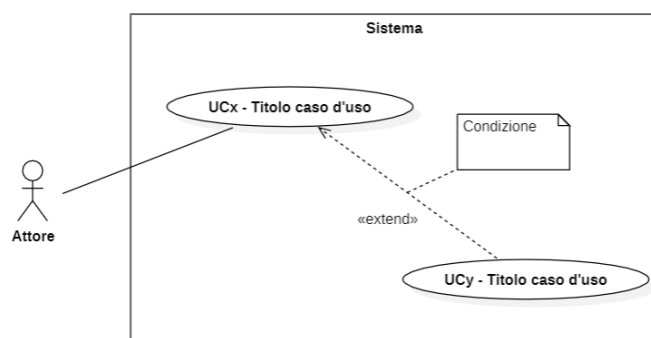 Sistema
UCx - Titolo caso d'uso
Condizione
Attore
«extend»
UCy - Titolo caso d'uso